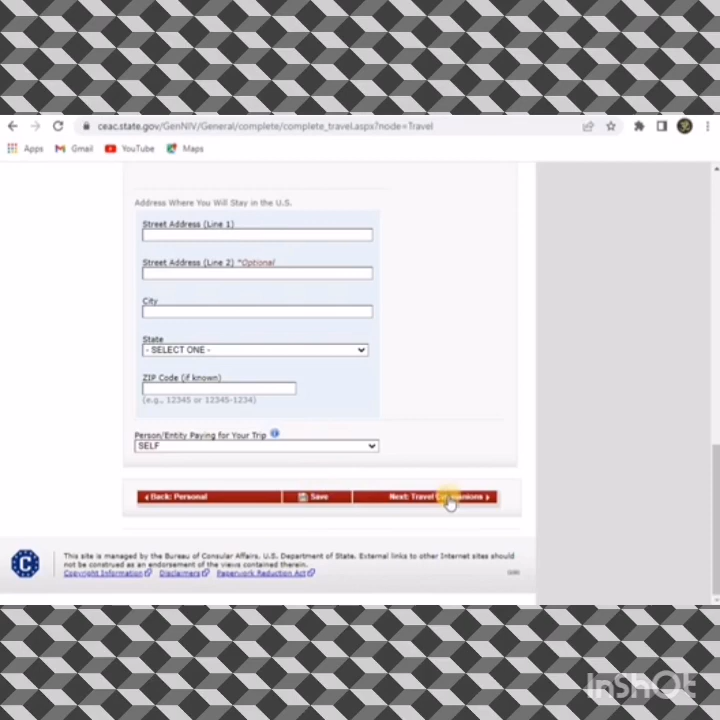 ceac.state.gov/GenNIV/General/complete/complete_travel.aspx?node=Travel
Apps Gmail YouTube Maps
Address Where You Will Stay in the U.S.
Street Address (Line 1)
Street Address (Line 2) *Optional
City
State
- SELECT ONE -
ZIP Code (if known)
(e.g., 12345 or 12345-1234)
Person/Entity Paying for Your Trip
SELF
Back: Personal Save Next: Travel Companions
This site is managed by the Bureau of Consular Affairs, U.S. Department of State. External links to other Internet sites should
not be construed as an endorsement of the views contained therein.
Copyright Information Disclaimers Paperwork Reduction Act
InShOt